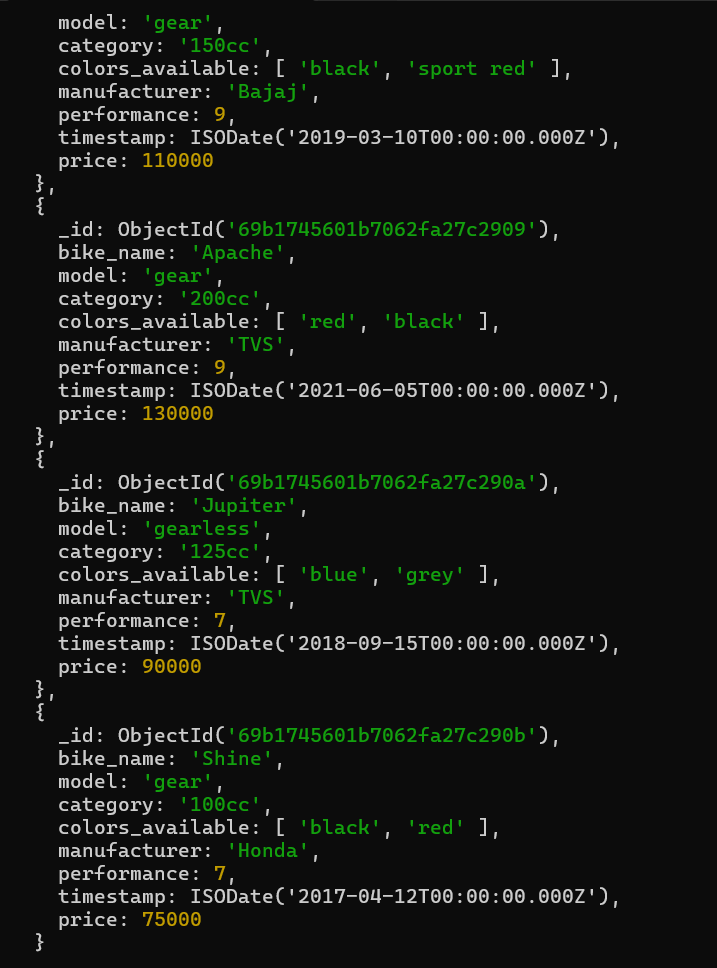 model: 'gear',
category: '150cc',
colors_available: [ 'black', 'sport red' ],
manufacturer: 'Bajaj',
performance: 9,
timestamp: ISODate('2019-03-10T00:00:00.000Z'),
price: 110000
},
{
_id: ObjectId('69b1745601b7062fa27c2909'),
bike_name: 'Apache',
model: 'gear',
category: '200cc',
colors_available: [ 'red', 'black' ],
manufacturer: 'TVS',
performance: 9,
timestamp: ISODate('2021-06-05T00:00:00.000Z'),
price: 130000
},
{
_id: ObjectId('69b1745601b7062fa27c290a'),
bike_name: 'Jupiter',
model: 'gearless',
category: '125cc',
colors_available: [ 'blue', 'grey' ],
manufacturer: 'TVS',
performance: 7,
timestamp: ISODate('2018-09-15T00:00:00.000Z'),
price: 90000
},
{
_id: ObjectId('69b1745601b7062fa27c290b'),
bike_name: 'Shine',
model: 'gear',
category: '100cc',
colors_available: [ 'black', 'red' ],
manufacturer: 'Honda',
performance: 7,
timestamp: ISODate('2017-04-12T00:00:00.000Z'),
price: 75000
}